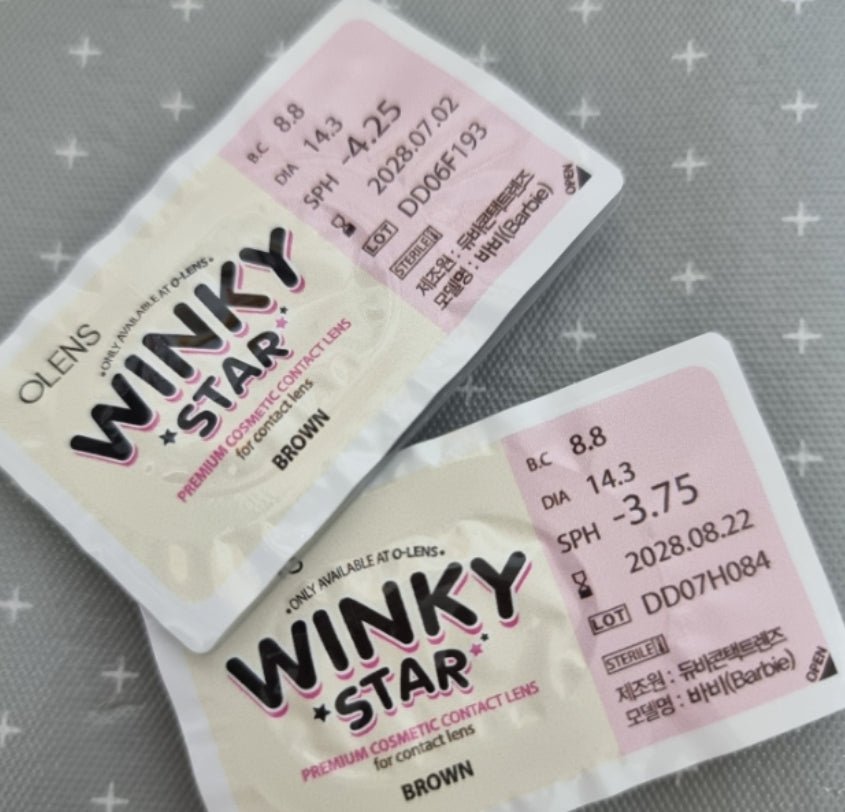 B.C 8.8
DIA 14.3
SPH -4.25
2028.07.02
LOT DD06F193
STERILE
제조원 : 듀바콘택트렌즈
모델명 : 바비(Barbie)
OPEN
OLENS
•ONLY AVAILABLE AT O-LENS•
WINKY
STAR
PREMIUM COSMETIC CONTACT LENS
for contact lens
BROWN
B.C 8.8
DIA 14.3
SPH -3.75
2028.08.22
LOT DD07H084
STERILE
제조원 : 듀바콘택트렌즈
모델명 : 바비(Barbie)
OPEN
•ONLY AVAILABLE AT O-LENS•
WINKY
STAR
PREMIUM COSMETIC CONTACT LENS
for contact lens
BROWN